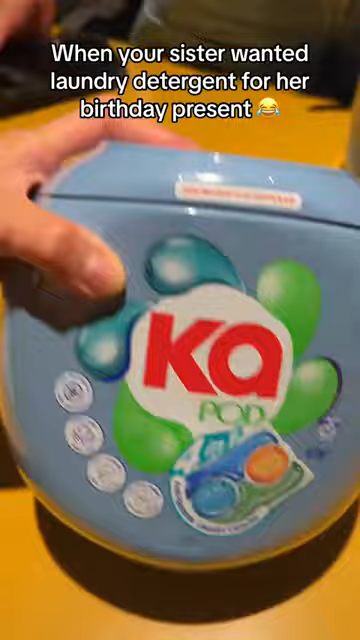 When your sister wanted
laundry detergent for her
birthday present 😂
Ka
POD